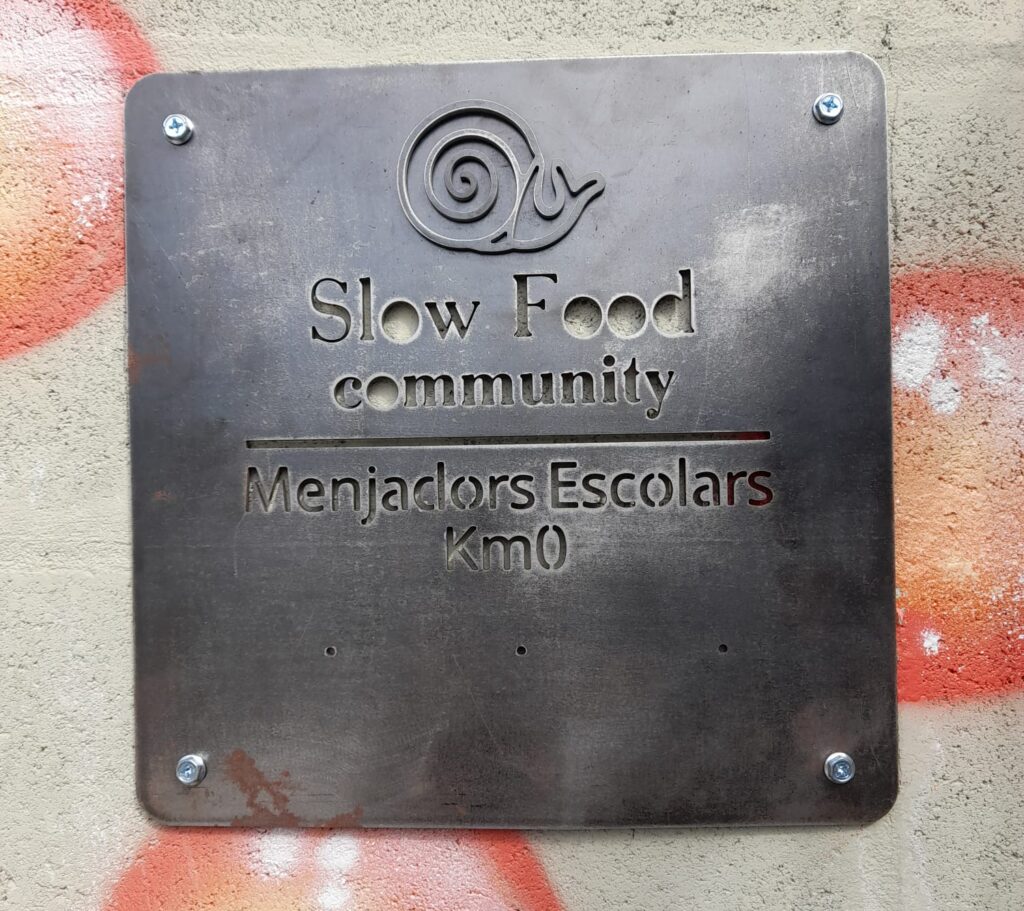 Slow Food
community
Menjadors Escolars
Km0